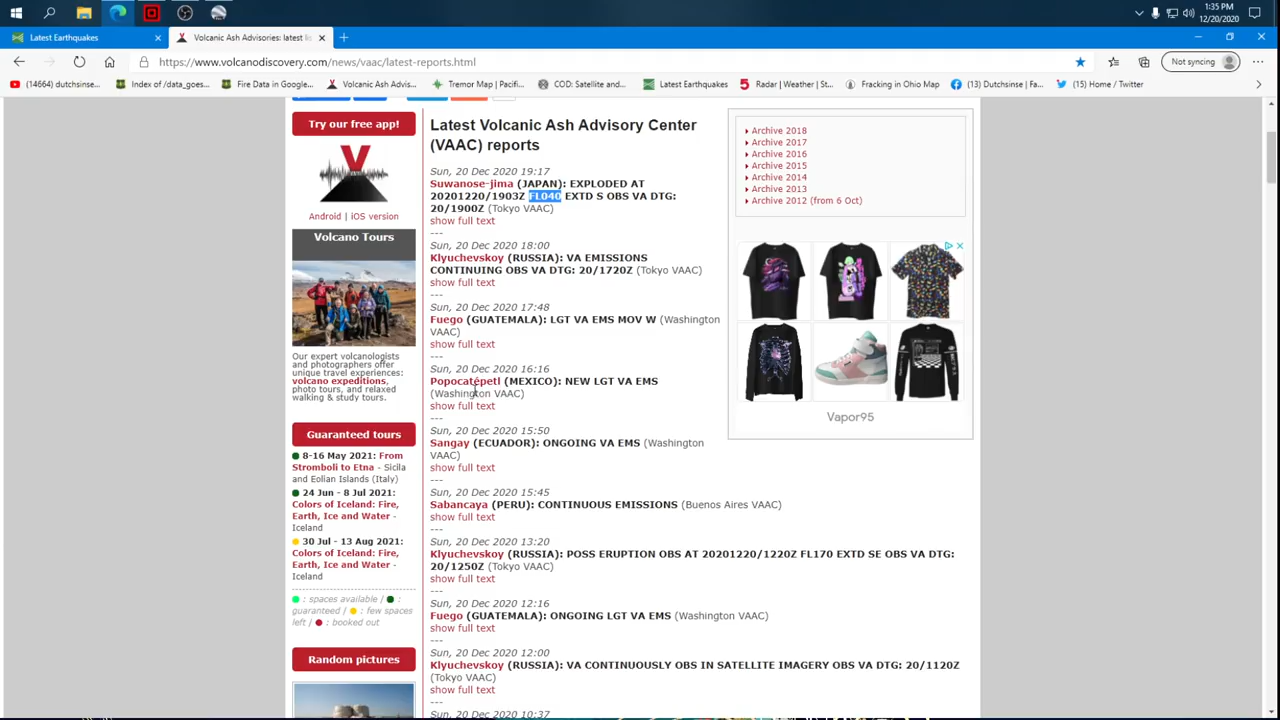 1:35 PM
12/20/2020
Latest Earthquakes
Volcanic Ash Advisories: latest li
https://www.volcanodiscovery.com/news/vaac/latest-reports.html
Not syncing
(14664) dutchsinse...
Index of /data_goes...
Fire Data in Google...
Volcanic Ash Advis...
Tremor Map | Pacifi...
COD: Satellite and...
Latest Earthquakes
Radar | Weather | St...
Fracking in Ohio Map
(13) Dutchsinse | Fa...
(15) Home / Twitter
Try our free app!
Android | iOS version
Volcano Tours
Our expert volcanologists
and photographers offer
unique travel experiences:
volcano expeditions,
photo tours, and relaxed
walking & study tours.
Guaranteed tours
8-16 May 2021: From
Stromboli to Etna - Sicila
and Eolian Islands (Italy)
24 Jun - 8 Jul 2021:
Colors of Iceland: Fire,
Earth, Ice and Water -
Iceland
30 Jul - 13 Aug 2021:
Colors of Iceland: Fire,
Earth, Ice and Water -
Iceland
: spaces available / :
guaranteed / : few spaces
left / : booked out
Random pictures
Latest Volcanic Ash Advisory Center
(VAAC) reports
Sun, 20 Dec 2020 19:17
Suwanose-jima (JAPAN): EXPLODED AT
20201220/1903Z FL040 EXTD S OBS VA DTG:
20/1900Z (Tokyo VAAC)
show full text
---
Sun, 20 Dec 2020 18:00
Klyuchevskoy (RUSSIA): VA EMISSIONS
CONTINUING OBS VA DTG: 20/1720Z (Tokyo VAAC)
show full text
---
Sun, 20 Dec 2020 17:48
Fuego (GUATEMALA): LGT VA EMS MOV W (Washington
VAAC)
show full text
---
Sun, 20 Dec 2020 16:16
Popocatépetl (MEXICO): NEW LGT VA EMS
(Washington VAAC)
show full text
---
Sun, 20 Dec 2020 15:50
Sangay (ECUADOR): ONGOING VA EMS (Washington
VAAC)
show full text
---
Sun, 20 Dec 2020 15:45
Sabancaya (PERU): CONTINUOUS EMISSIONS (Buenos Aires VAAC)
show full text
---
Sun, 20 Dec 2020 13:20
Klyuchevskoy (RUSSIA): POSS ERUPTION OBS AT 20201220/1220Z FL170 EXTD SE OBS VA DTG:
20/1250Z (Tokyo VAAC)
show full text
---
Sun, 20 Dec 2020 12:16
Fuego (GUATEMALA): ONGOING LGT VA EMS (Washington VAAC)
show full text
---
Sun, 20 Dec 2020 12:00
Klyuchevskoy (RUSSIA): VA CONTINUOUSLY OBS IN SATELLITE IMAGERY OBS VA DTG: 20/1120Z
(Tokyo VAAC)
show full text
---
Sun, 20 Dec 2020 10:37
Archive 2018
Archive 2017
Archive 2016
Archive 2015
Archive 2014
Archive 2013
Archive 2012 (from 6 Oct)
Vapor95